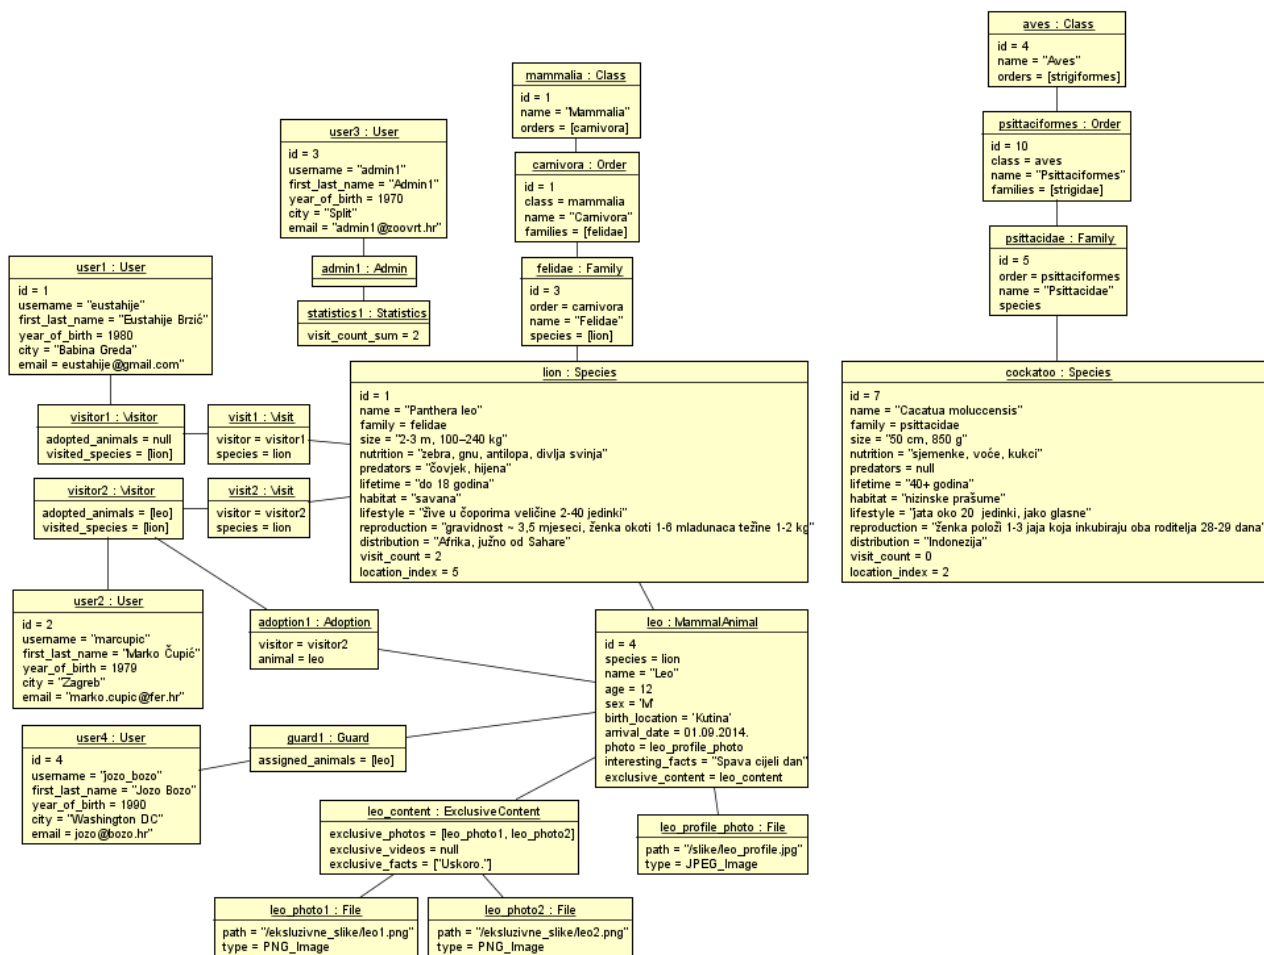 aves : Class
id = 4
name = "Aves"
orders = [strigiformes]
mammalia : Class
id = 1
name = "Mammalia"
orders = [carnivora]
psittaciformes : Order
id = 10
class = aves
name = "Psittaciformes"
families = [strigidae]
user3 : User
id = 3
username = "admin1"
first_last_name = "Admin1"
year_of_birth = 1970
city = "Split"
email = "admin1@zoovrt.hr"
carnivora : Order
id = 1
class = mammalia
name = "Carnivora"
families = [felidae]
psittacidae : Family
id = 5
order = psittaciformes
name = "Psittacidae"
species
user1 : User
id = 1
username = "eustahije"
first_last_name = "Eustahije Brzić"
year_of_birth = 1980
city = "Babina Greda"
email = eustahije@gmail.com"
admin1 : Admin
statistics1 : Statistics
visit_count_sum = 2
felidae : Family
id = 3
order = carnivora
name = "Felidae"
species = [lion]
lion : Species
id = 1
name = "Panthera leo"
family = felidae
size = "2-3 m, 100–240 kg"
nutrition = "zebra, gnu, antilopa, divlja svinja"
predators = "čovjek, hijena"
lifetime = "do 18 godina"
habitat = "savana"
lifestyle = "žive u čoporima veličine 2-40 jedinki"
reproduction = "gravidnost ~ 3,5 mjeseci, ženka okoti 1-6 mladunaca težine 1-2 kg"
distribution = "Afrika, južno od Sahare"
visit_count = 2
location_index = 5
cockatoo : Species
id = 7
name = "Cacatua moluccensis"
family = psittacidae
size = "50 cm, 850 g"
nutrition = "sjemenke, voće, kukci"
predators = null
lifetime = "40+ godina"
habitat = "nizinske prašume"
lifestyle = "jata oko 20 jedinki, jako glasne"
reproduction = "ženka položi 1-3 jaja koja inkubiraju oba roditelja 28-29 dana"
distribution = "Indonezija"
visit_count = 0
location_index = 2
visitor1 : Visitor
adopted_animals = null
visited_species = [lion]
visit1 : Visit
visitor = visitor1
species = lion
visitor2 : Visitor
adopted_animals = [leo]
visited_species = [lion]
visit2 : Visit
visitor = visitor2
species = lion
user2 : User
id = 2
username = "marcupic"
first_last_name = "Marko Čupić"
year_of_birth = 1979
city = "Zagreb"
email = "marko.cupic@fer.hr"
adoption1 : Adoption
visitor = visitor2
animal = leo
leo : MammalAnimal
id = 4
species = lion
name = "Leo"
age = 12
sex = 'M'
birth_location = 'Kutina'
arrival_date = 01.09.2014.
photo = leo_profile_photo
interesting_facts = "Spava cijeli dan"
exclusive_content = leo_content
user4 : User
id = 4
username = "jozo_bozo"
first_last_name = "Jozo Bozo"
year_of_birth = 1990
city = "Washington DC"
email = jozo@bozo.hr"
guard1 : Guard
assigned_animals = [leo]
leo_content : ExclusiveContent
exclusive_photos = [leo_photo1, leo_photo2]
exclusive_videos = null
exclusive_facts = ["Uskoro."]
leo_profile_photo : File
path = "/slike/leo_profile.jpg"
type = JPEG_Image
leo_photo1 : File
path = "/eksluzivne_slike/leo1.png"
type = PNG_Image
leo_photo2 : File
path = "/eksluzivne_slike/leo2.png"
type = PNG_Image